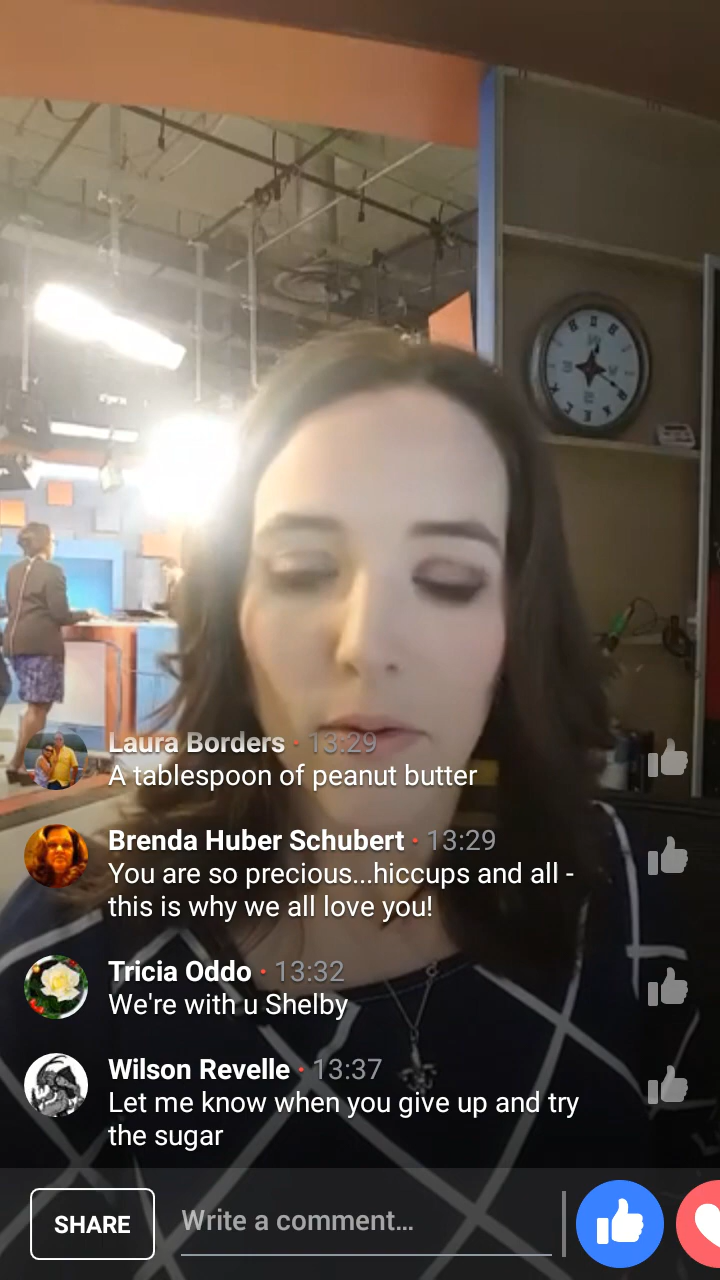 Laura Borders • 13:29
A tablespoon of peanut butter
Brenda Huber Schubert • 13:29
You are so precious...hiccups and all -
this is why we all love you!
Tricia Oddo • 13:32
We're with u Shelby
Wilson Revelle • 13:37
Let me know when you give up and try
the sugar
SHARE
Write a comment...